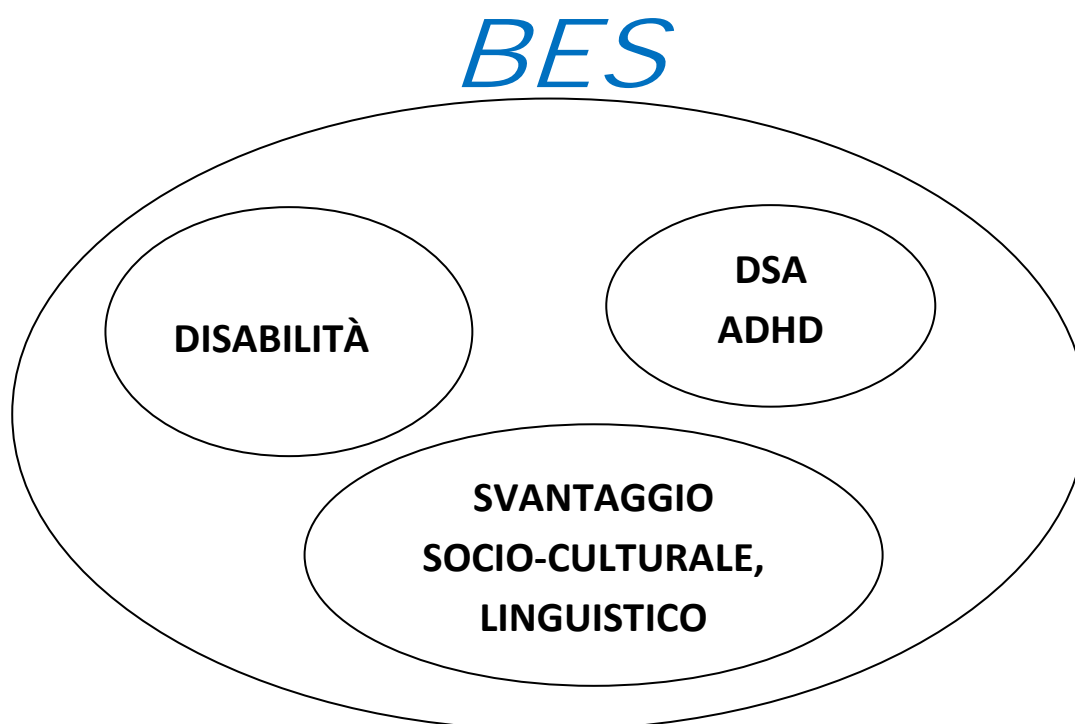 BES
DISABILITÀ
DSA
ADHD
SVANTAGGIO
SOCIO-CULTURALE,
LINGUISTICO